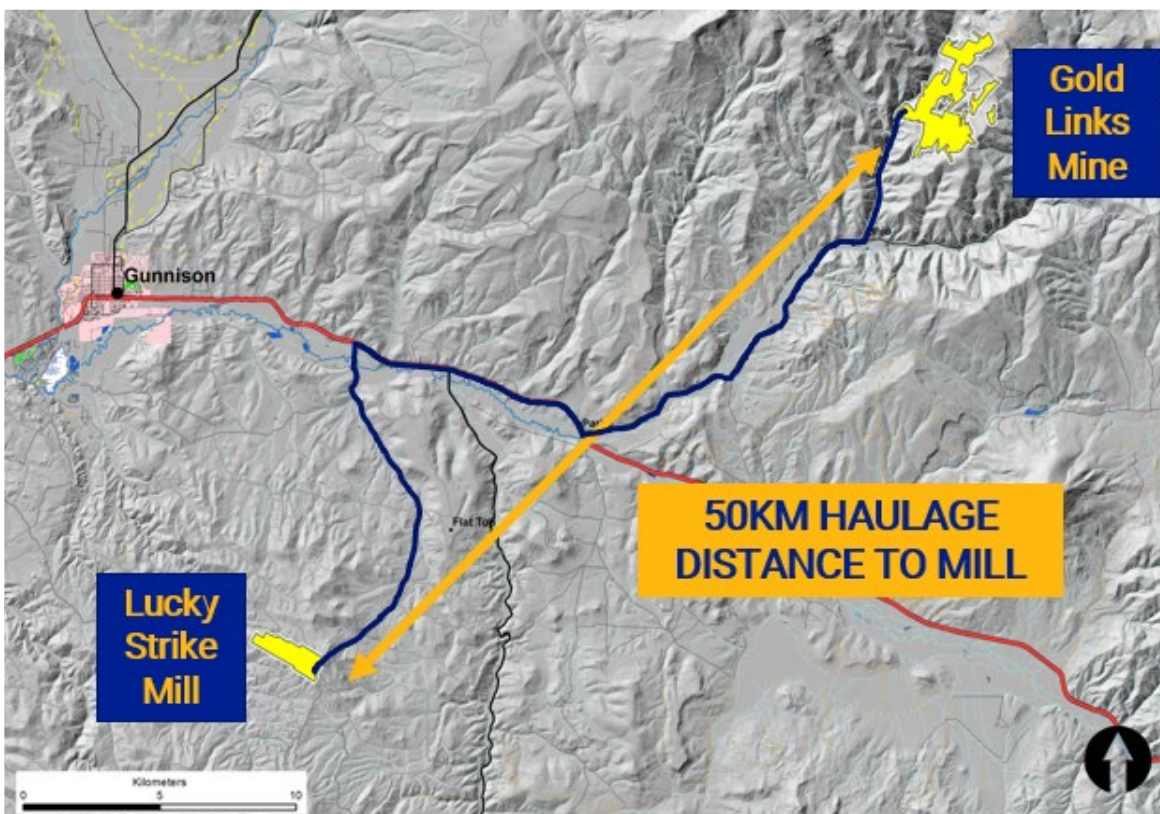 Gold
Links
Mine
Gunnison
50KM HAULAGE
DISTANCE TO MILL
Flat Top
Lucky
Strike
Mill
Kilometers
0 5 10